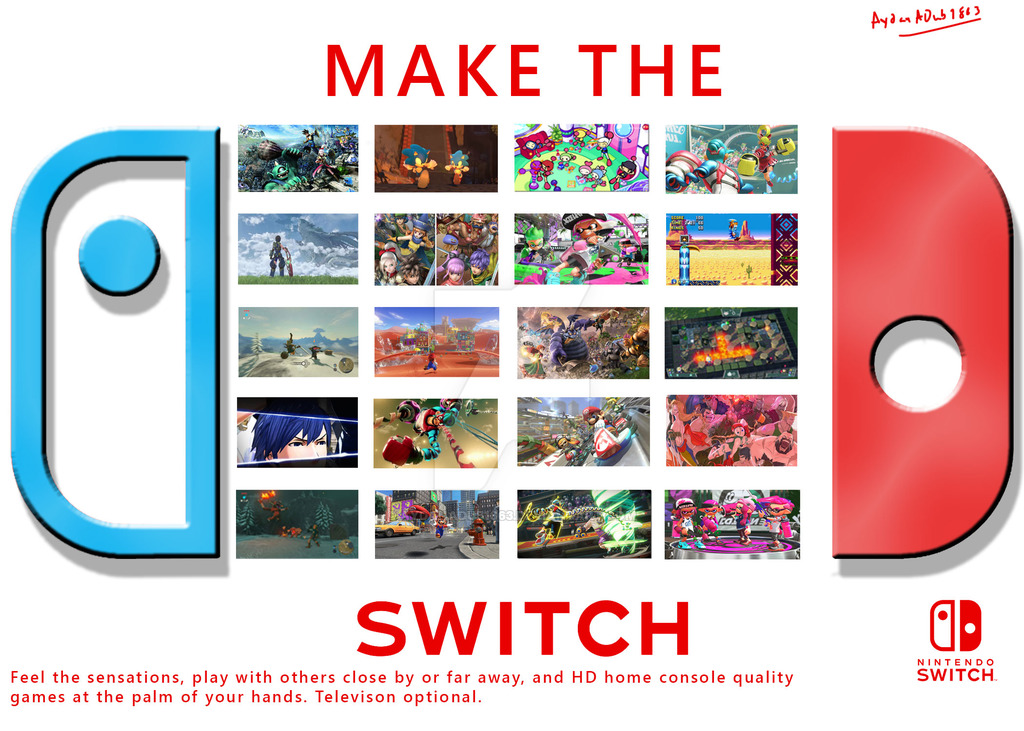 AydanADub1863
MAKE THE
SWITCH
NINTENDO
SWITCH
Feel the sensations, play with others close by or far away, and HD home console quality
games at the palm of your hands. Televison optional.